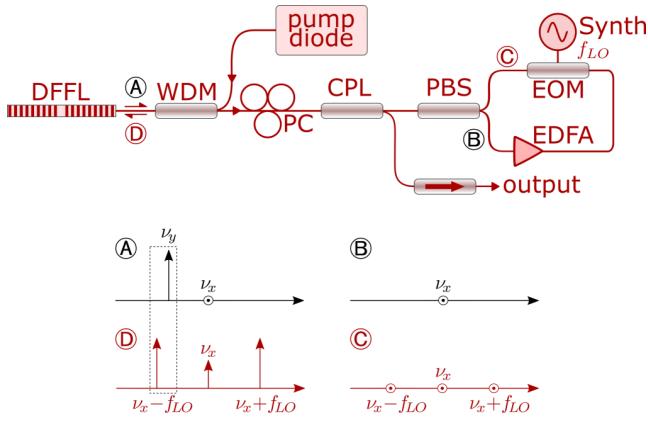 pump
diode
Synth
f_LO
C
A
DFFL
WDM
CPL
PBS
EOM
D
PC
B
EDFA
output
A
ν_y
ν_x
B
ν_x
D
ν_x
ν_x−f_LO
ν_x+f_LO
C
ν_x
ν_x−f_LO
ν_x+f_LO